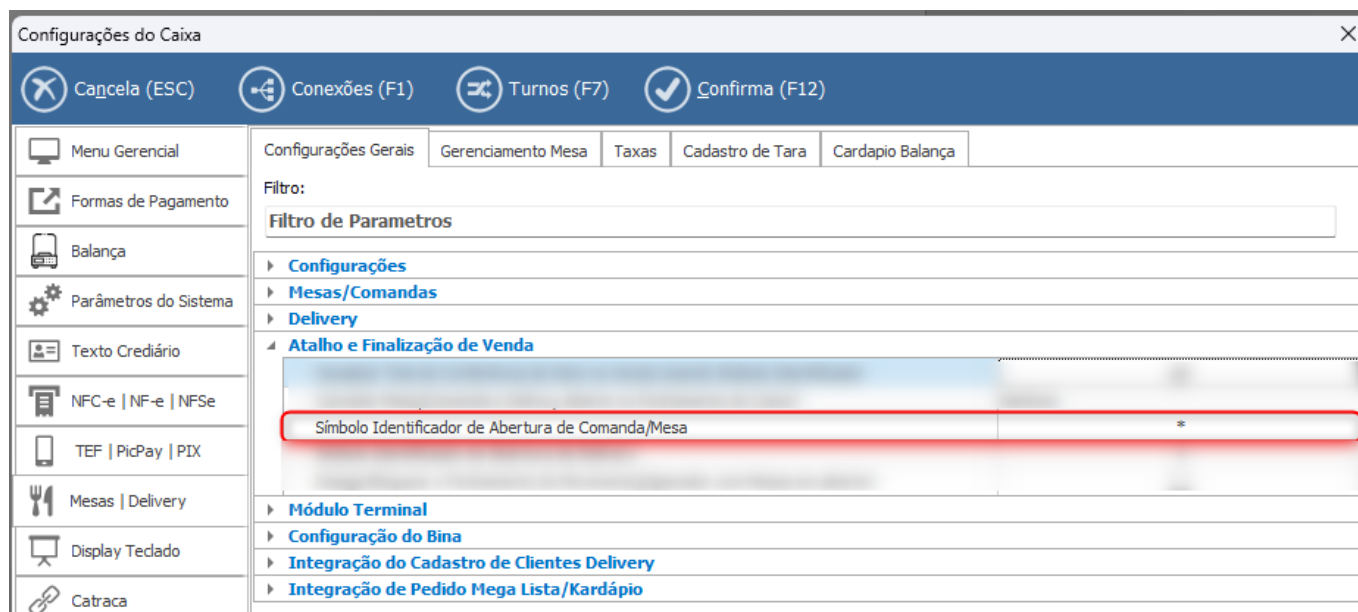 Configurações do Caixa
Cancela (ESC) Conexões (F1) Turnos (F7) Confirma (F12)
Menu Gerencial
Formas de Pagamento
Balança
Parâmetros do Sistema
Texto Crediário
NFC-e | NF-e | NFSe
TEF | PicPay | PIX
Mesas | Delivery
Display Teclado
Catraca
Configurações Gerais Gerenciamento Mesa Taxas Cadastro de Tara Cardapio Balança
Filtro:
Filtro de Parametros
Configurações
Mesas/Comandas
Delivery
Atalho e Finalização de Venda
Símbolo Identificador de Abertura de Comanda/Mesa *
Módulo Terminal
Configuração do Bina
Integração do Cadastro de Clientes Delivery
Integração de Pedido Mega Lista/Kardápio